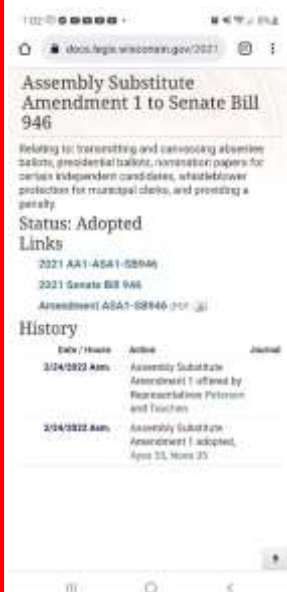 1:02
docs.legis.wisconsin.gov/2021
Assembly Substitute
Amendment 1 to Senate Bill
946
Relating to: transmitting and canvassing absentee
ballots, presidential ballots, nomination papers for
certain independent candidates, whistleblower
protection for municipal clerks, and providing a
penalty.
Status: Adopted
Links
2021 AA1-ASA1-SB946
2021 Senate Bill 946
Amendment ASA1-SB946 (PDF)
History
Date / House Action Journal
2/24/2022 Asm. Assembly Substitute
Amendment 1 offered by
Representatives Petersen
and Tauchen
2/24/2022 Asm. Assembly Substitute
Amendment 1 adopted,
Ayes 55, Noes 35